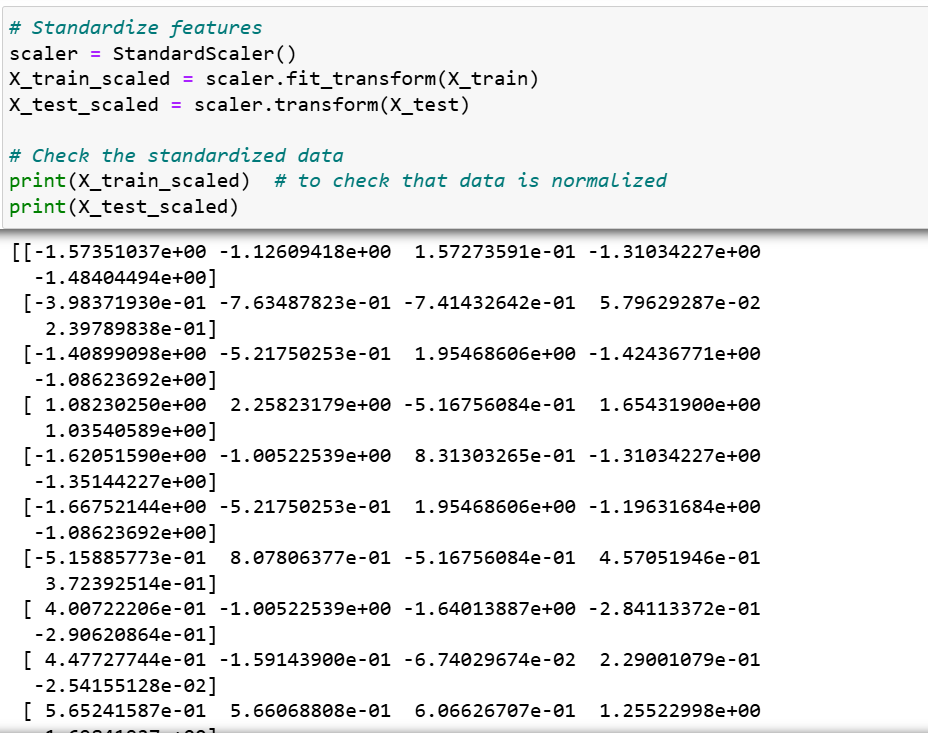 # Standardize features
scaler = StandardScaler()
X_train_scaled = scaler.fit_transform(X_train)
X_test_scaled = scaler.transform(X_test)
# Check the standardized data
print(X_train_scaled)  # to check that data is normalized
print(X_test_scaled)
[[-1.57351037e+00 -1.12609418e+00  1.57273591e-01 -1.31034227e+00
  -1.48404494e+00]
 [-3.98371930e-01 -7.63487823e-01 -7.41432642e-01  5.79629287e-02
   2.39789838e-01]
 [-1.40899098e+00 -5.21750253e-01  1.95468606e+00 -1.42436771e+00
  -1.08623692e+00]
 [ 1.08230250e+00  2.25823179e+00 -5.16756084e-01  1.65431900e+00
   1.03540589e+00]
 [-1.62051590e+00 -1.00522539e+00  8.31303265e-01 -1.31034227e+00
  -1.35144227e+00]
 [-1.66752144e+00 -5.21750253e-01  1.95468606e+00 -1.19631684e+00
  -1.08623692e+00]
 [-5.15885773e-01  8.07806377e-01 -5.16756084e-01  4.57051946e-01
   3.72392514e-01]
 [ 4.00722206e-01 -1.00522539e+00 -1.64013887e+00 -2.84113372e-01
  -2.90620864e-01]
 [ 4.47727744e-01 -1.59143900e-01 -6.74029674e-02  2.29001079e-01
  -2.54155128e-02]
 [ 5.65241587e-01  5.66068808e-01  6.06626707e-01  1.25522998e+00